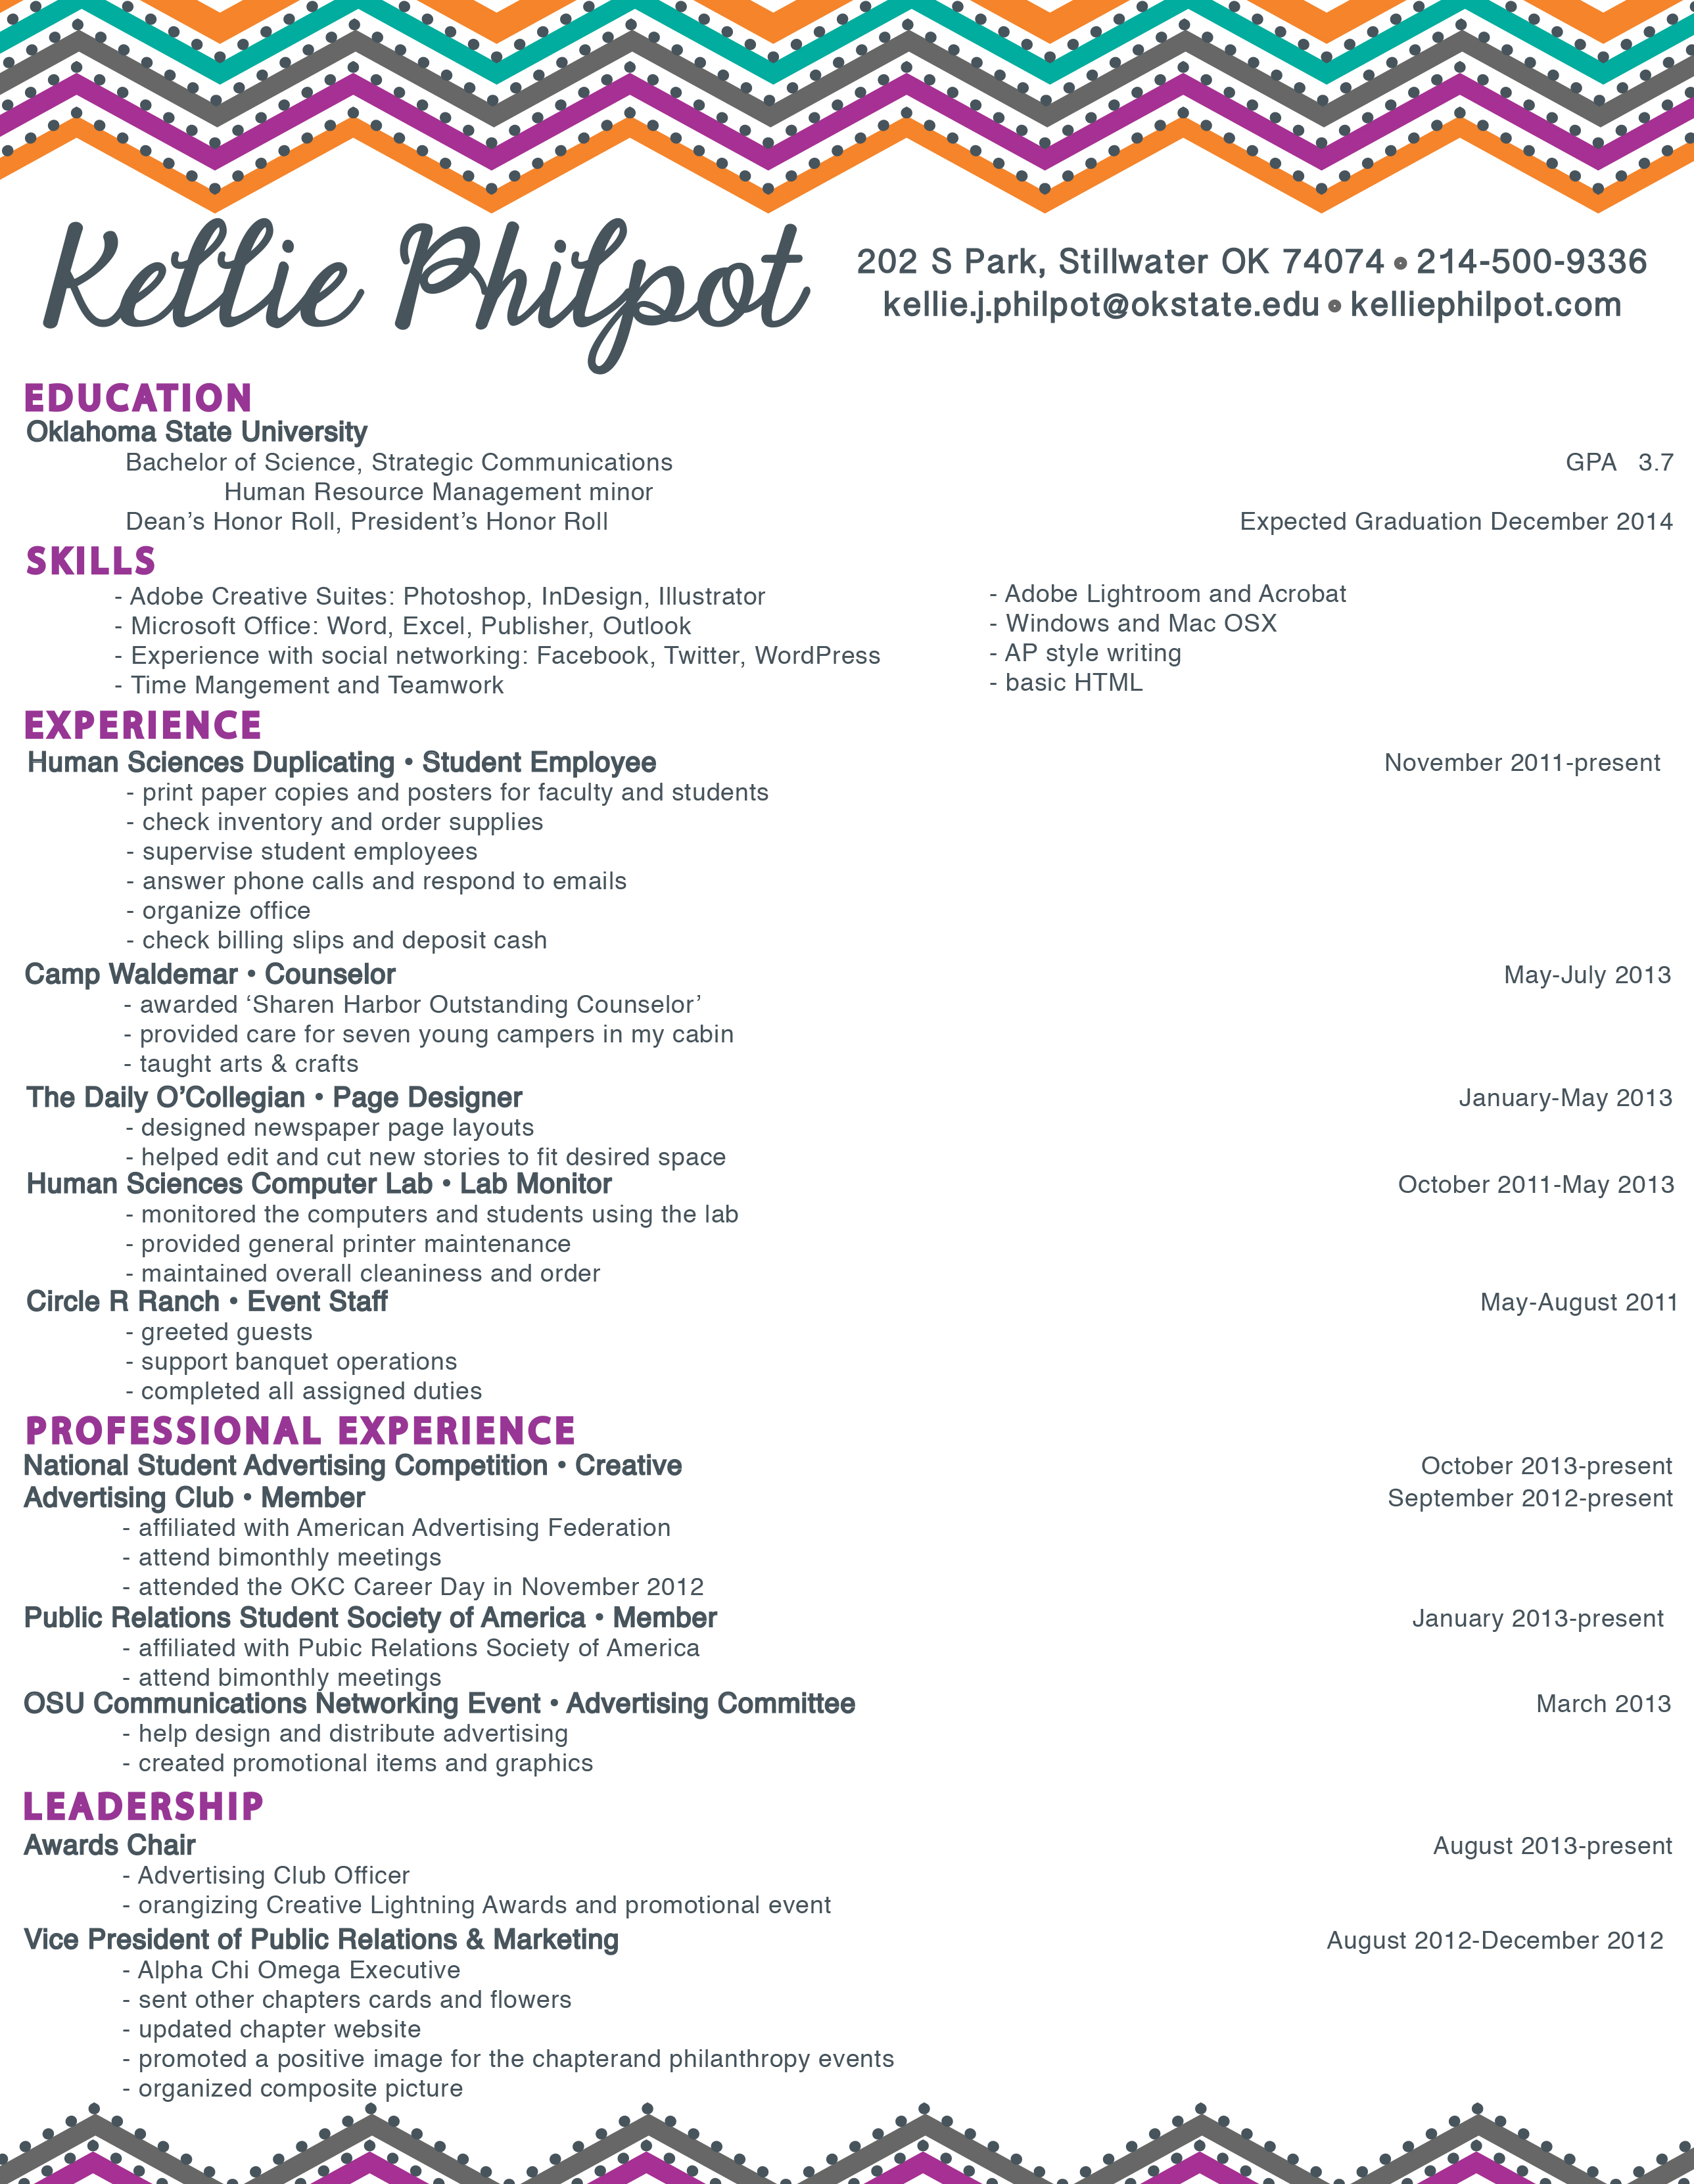 Kellie Philpot
202 S Park, Stillwater OK 74074 • 214-500-9336
kellie.j.philpot@okstate.edu • kelliephilpot.com
EDUCATION
Oklahoma State University
Bachelor of Science, Strategic Communications GPA 3.7
Human Resource Management minor
Dean’s Honor Roll, President’s Honor Roll Expected Graduation December 2014
SKILLS
- Adobe Creative Suites: Photoshop, InDesign, Illustrator
- Microsoft Office: Word, Excel, Publisher, Outlook
- Experience with social networking: Facebook, Twitter, WordPress
- Time Mangement and Teamwork
- Adobe Lightroom and Acrobat
- Windows and Mac OSX
- AP style writing
- basic HTML
EXPERIENCE
Human Sciences Duplicating • Student Employee November 2011-present
- print paper copies and posters for faculty and students
- check inventory and order supplies
- supervise student employees
- answer phone calls and respond to emails
- organize office
- check billing slips and deposit cash
Camp Waldemar • Counselor May-July 2013
- awarded ‘Sharen Harbor Outstanding Counselor’
- provided care for seven young campers in my cabin
- taught arts & crafts
The Daily O’Collegian • Page Designer January-May 2013
- designed newspaper page layouts
- helped edit and cut new stories to fit desired space
Human Sciences Computer Lab • Lab Monitor October 2011-May 2013
- monitored the computers and students using the lab
- provided general printer maintenance
- maintained overall cleaniness and order
Circle R Ranch • Event Staff May-August 2011
- greeted guests
- support banquet operations
- completed all assigned duties
PROFESSIONAL EXPERIENCE
National Student Advertising Competition • Creative October 2013-present
Advertising Club • Member September 2012-present
- affiliated with American Advertising Federation
- attend bimonthly meetings
- attended the OKC Career Day in November 2012
Public Relations Student Society of America • Member January 2013-present
- affiliated with Pubic Relations Society of America
- attend bimonthly meetings
OSU Communications Networking Event • Advertising Committee March 2013
- help design and distribute advertising
- created promotional items and graphics
LEADERSHIP
Awards Chair August 2013-present
- Advertising Club Officer
- orangizing Creative Lightning Awards and promotional event
Vice President of Public Relations & Marketing August 2012-December 2012
- Alpha Chi Omega Executive
- sent other chapters cards and flowers
- updated chapter website
- promoted a positive image for the chapterand philanthropy events
- organized composite picture